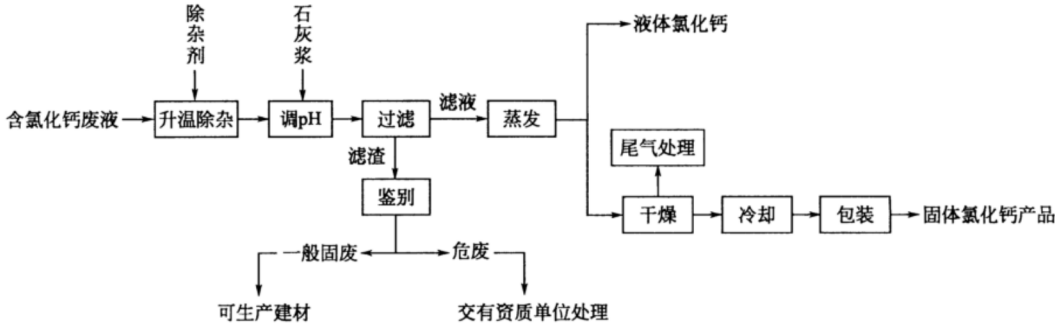 除杂剂
石灰浆
液体氯化钙
含氯化钙废液
升温除杂
调pH
过滤
滤液
蒸发
滤渣
尾气处理
鉴别
干燥
冷却
包装
固体氯化钙产品
一般固废
危废
可生产建材
交有资质单位处理